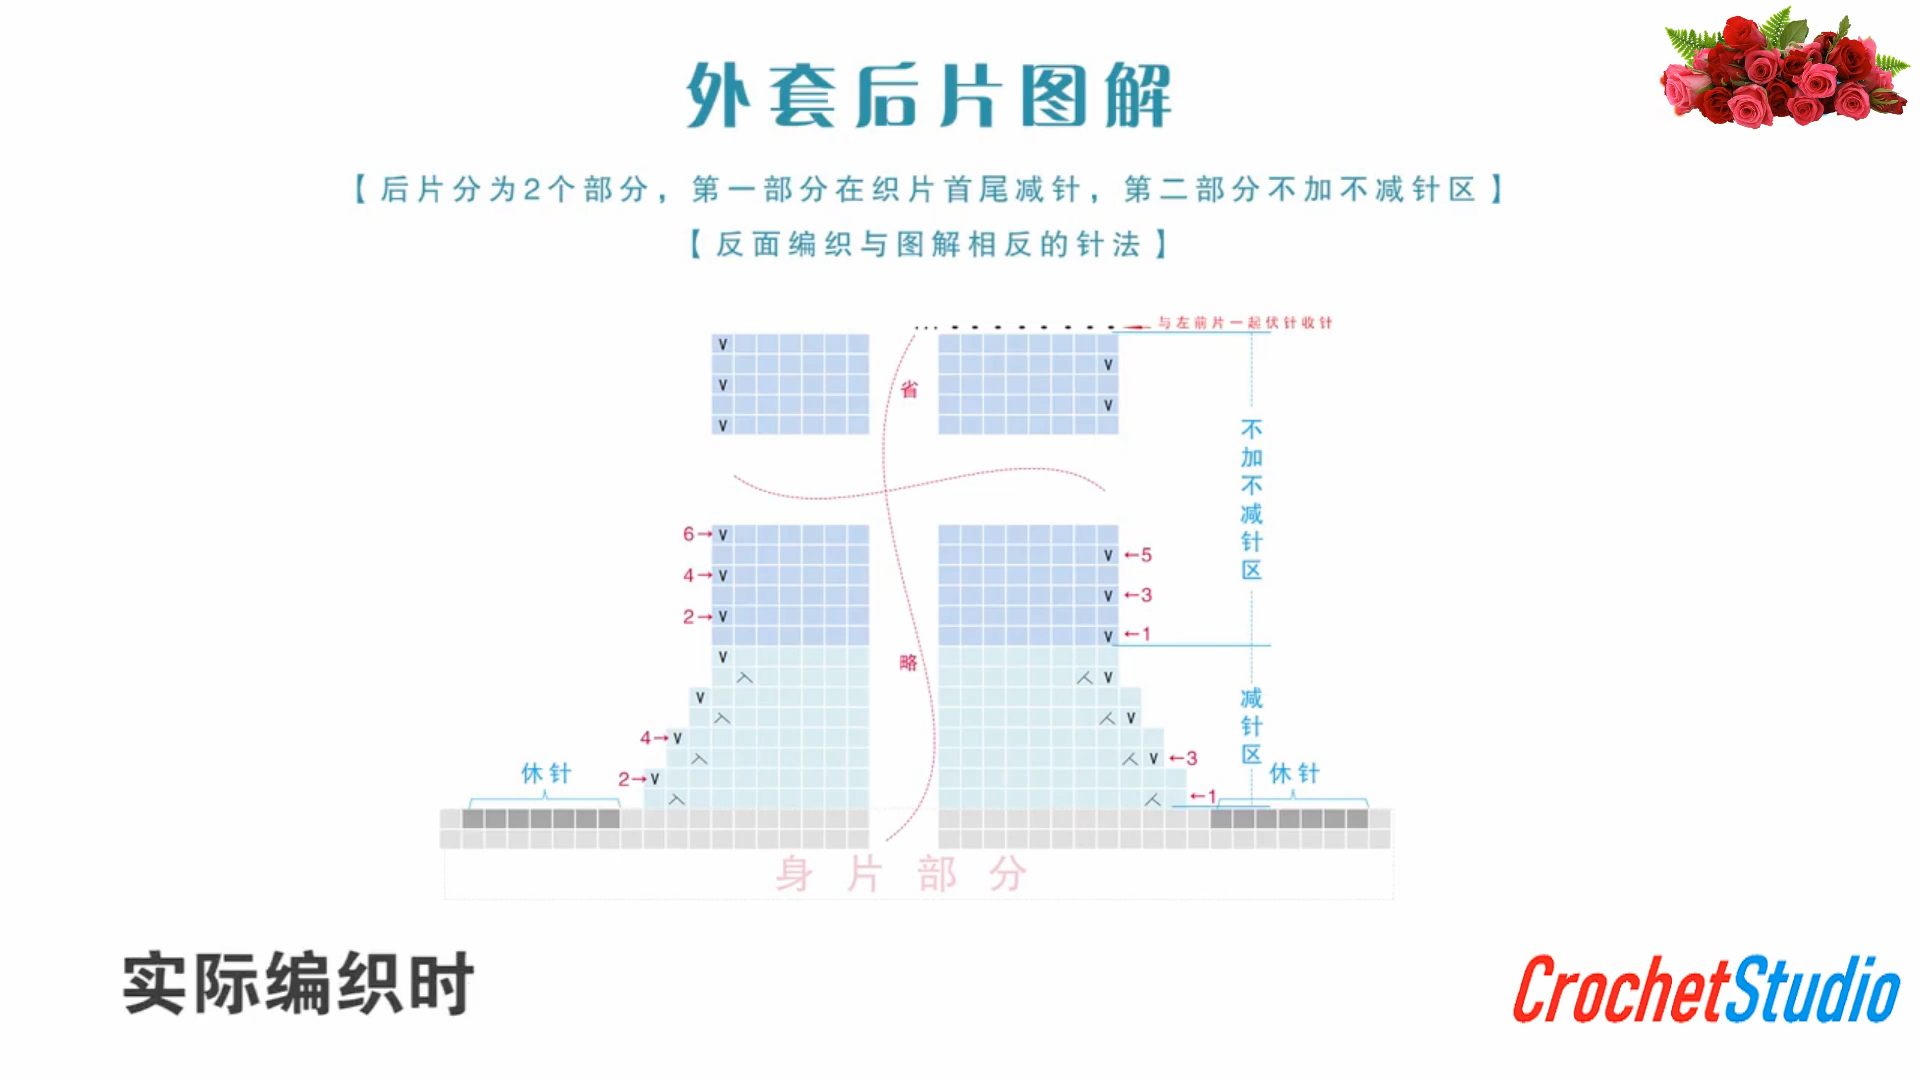 外套后片图解
【后片分为2个部分，第一部分在织片首尾减针，第二部分不加不减针区】
【反面编织与图解相反的针法】
与左前片一起伏针收针
V
V
省
V
V
不加不减针区
V
6→V
V←5
4→V
V←3
2→V
V←1
V
略
V
V
减针区
V
4→V
V←3
休针
2→V
休针
←1
身片部分
实际编织时
CrochetStudio